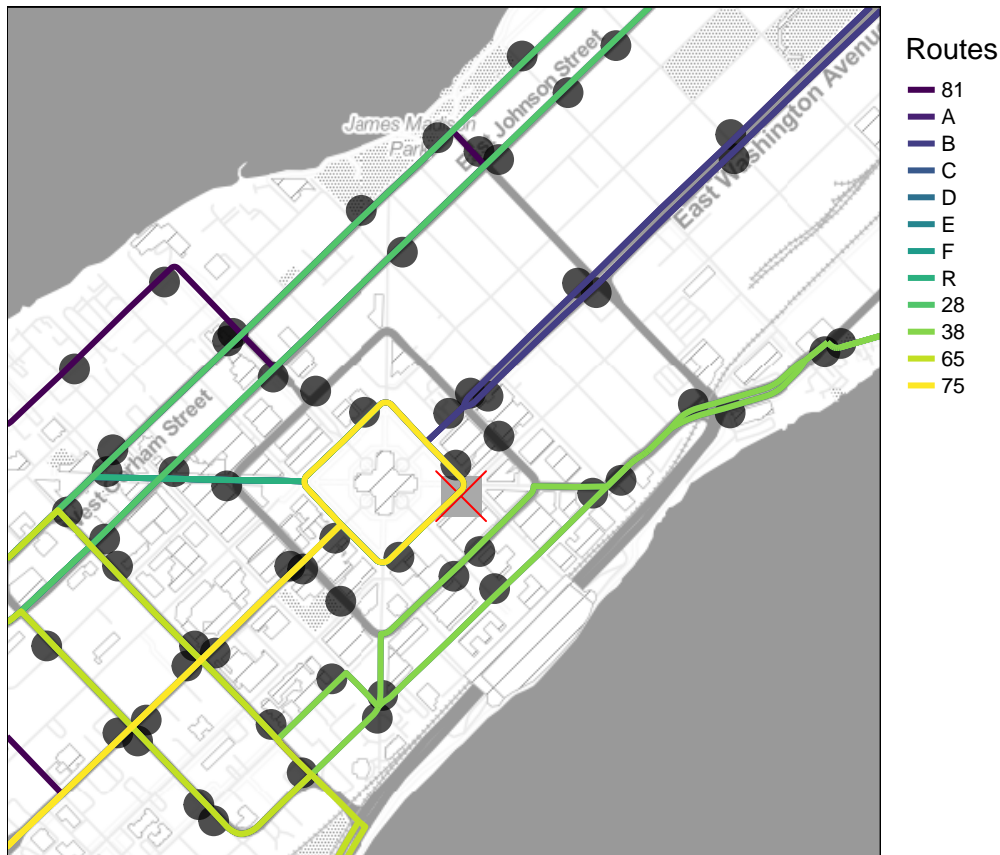 Routes
81
A
B
C
D
E
F
R
28
38
65
75
James Madison
Park
East Johnson Street
East Washington Avenue
West Gorham Street